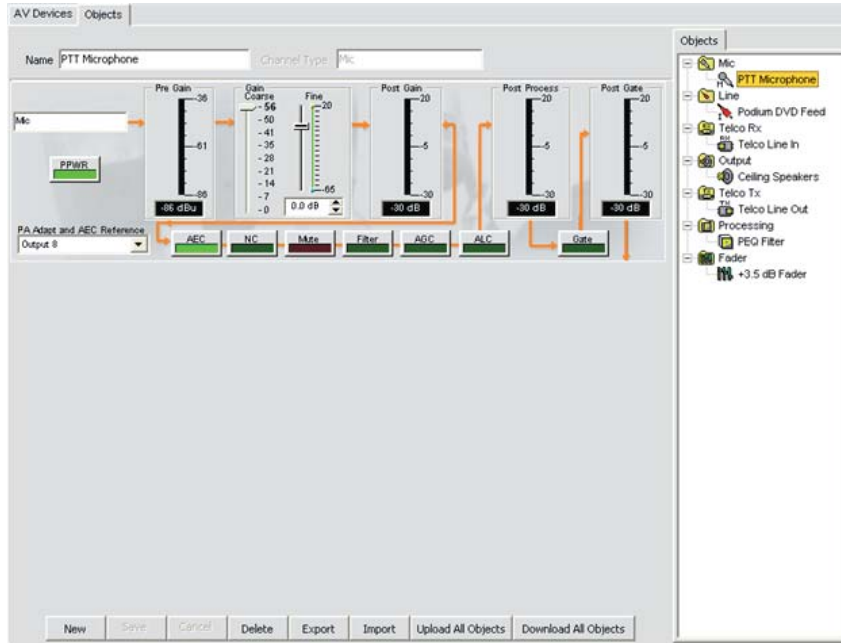 AV Devices
Objects
Name
PTT Microphone
Channel Type
Mic
Mic
PPWR
Pre Gain
-36
-61
-86
-86 dBu
Gain
Coarse
Fine
- 56
- 50
- 41
- 35
- 28
- 21
- 14
- 7
- 0
20
-65
0.0 dB
Post Gain
20
-5
-30
-30 dB
Post Process
20
-5
-30
-30 dB
Post Gate
20
-5
-30
-30 dB
PA Adapt and AEC Reference
Output 8
AEC
NC
Mute
Filter
AGC
ALC
Gate
New
Save
Cancel
Delete
Export
Import
Upload All Objects
Download All Objects
Objects
Mic
M
PTT Microphone
Line
Podium DVD Feed
Telco Rx
RX
Telco Line In
Output
Ceiling Speakers
Telco Tx
TX
Telco Line Out
Processing
PEQ Filter
Fader
+3.5 dB Fader